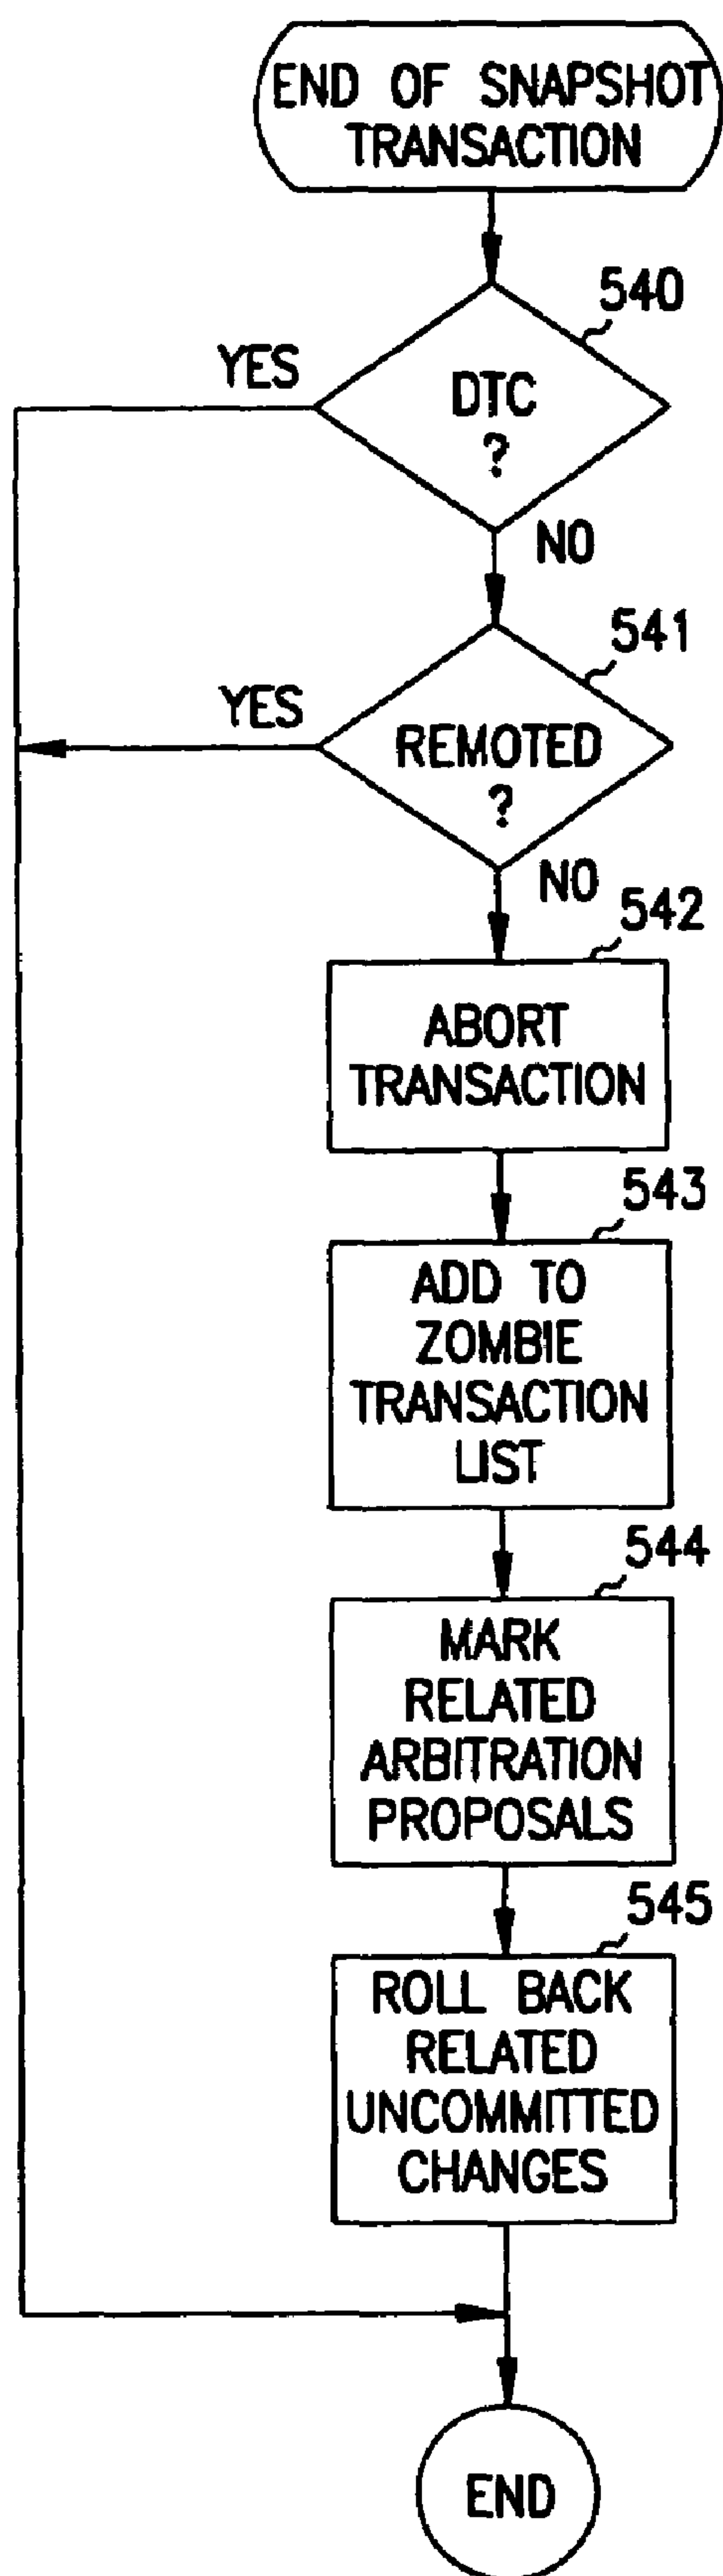 END OF SNAPSHOT
TRANSACTION
540
YES
DTC
?
NO
541
YES
REMOTED
?
NO
542
ABORT
TRANSACTION
543
ADD TO
ZOMBIE
TRANSACTION
LIST
544
MARK
RELATED
ARBITRATION
PROPOSALS
545
ROLL BACK
RELATED
UNCOMMITTED
CHANGES
END